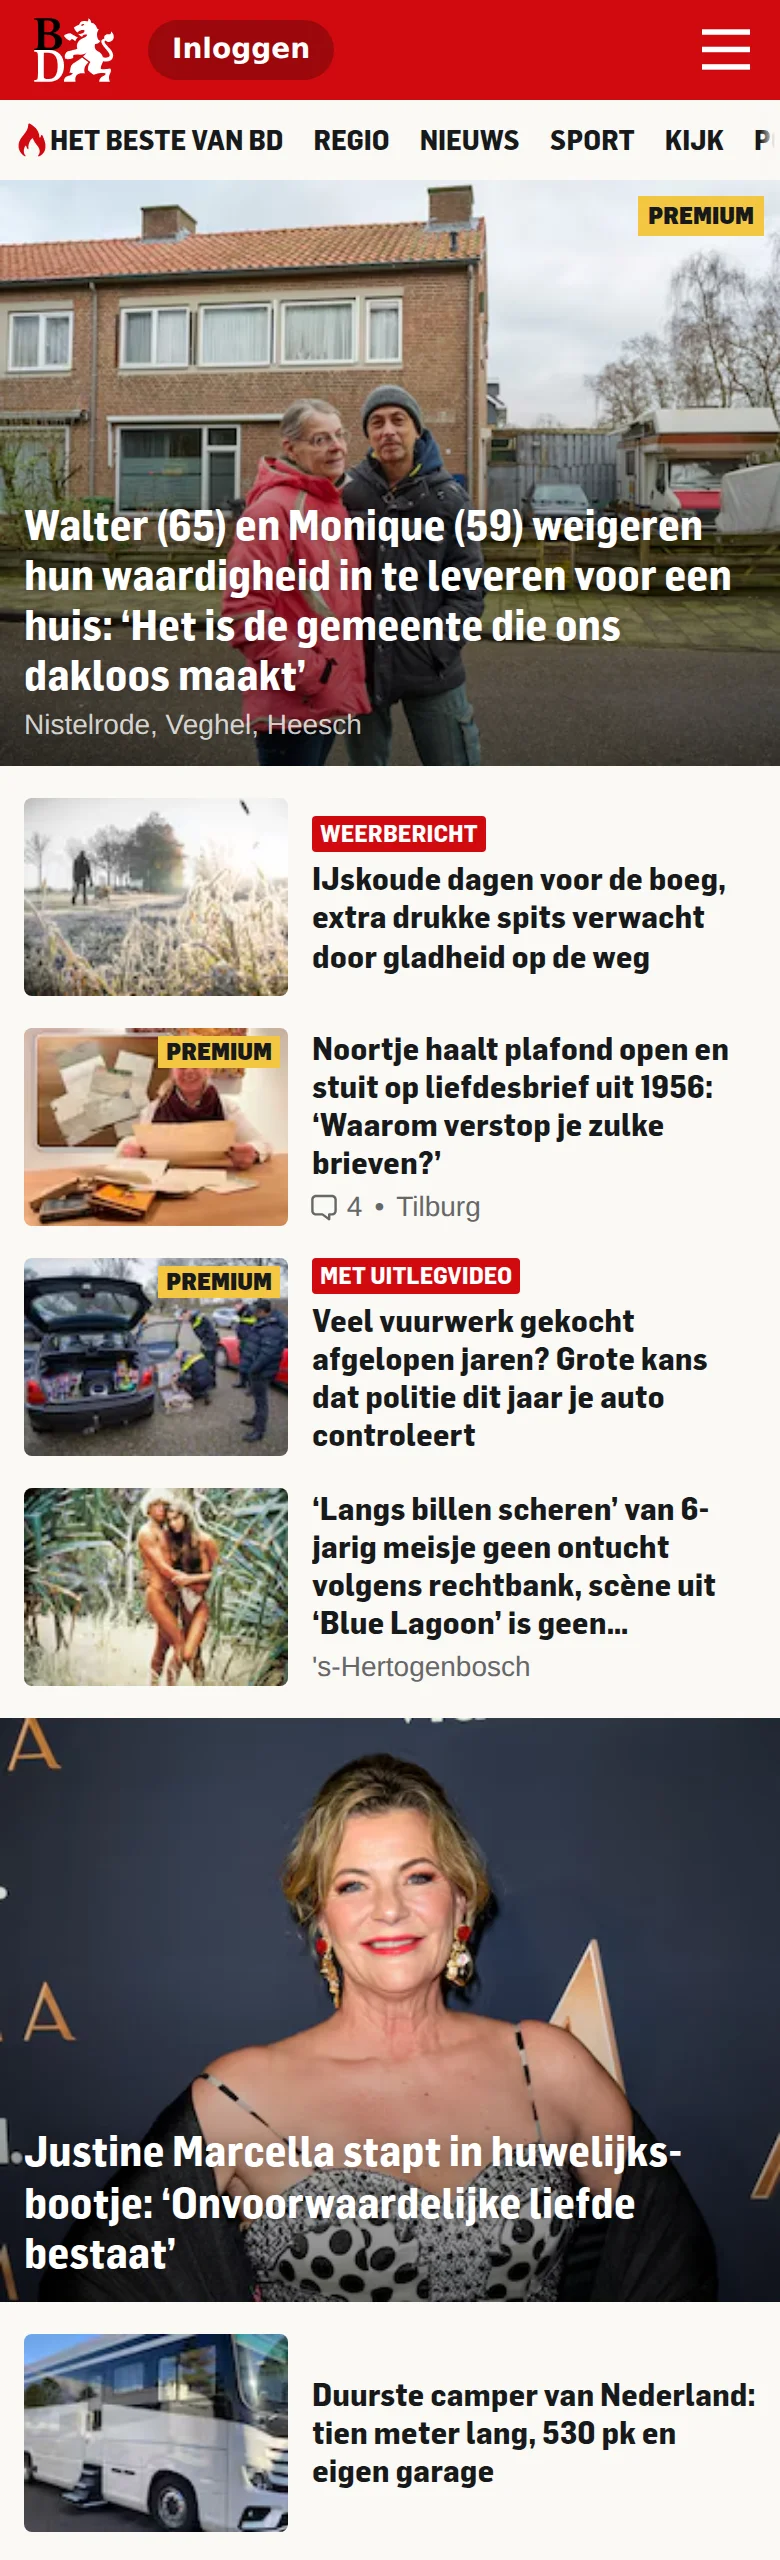 BD
Inloggen
HET BESTE VAN BD REGIO NIEUWS SPORT KIJK
PREMIUM
Walter (65) en Monique (59) weigeren
hun waardigheid in te leveren voor een
huis: ‘Het is de gemeente die ons
dakloos maakt’
Nistelrode, Veghel, Heesch
WEERBERICHT
IJskoude dagen voor de boeg,
extra drukke spits verwacht
door gladheid op de weg
PREMIUM
Noortje haalt plafond open en
stuit op liefdesbrief uit 1956:
‘Waarom verstop je zulke
brieven?’
4 • Tilburg
PREMIUM
MET UITLEGVIDEO
Veel vuurwerk gekocht
afgelopen jaren? Grote kans
dat politie dit jaar je auto
controleert
‘Langs billen scheren’ van 6-
jarig meisje geen ontucht
volgens rechtbank, scène uit
‘Blue Lagoon’ is geen...
's-Hertogenbosch
Justine Marcella stapt in huwelijks-
bootje: ‘Onvoorwaardelijke liefde
bestaat’
Duurste camper van Nederland:
tien meter lang, 530 pk en
eigen garage